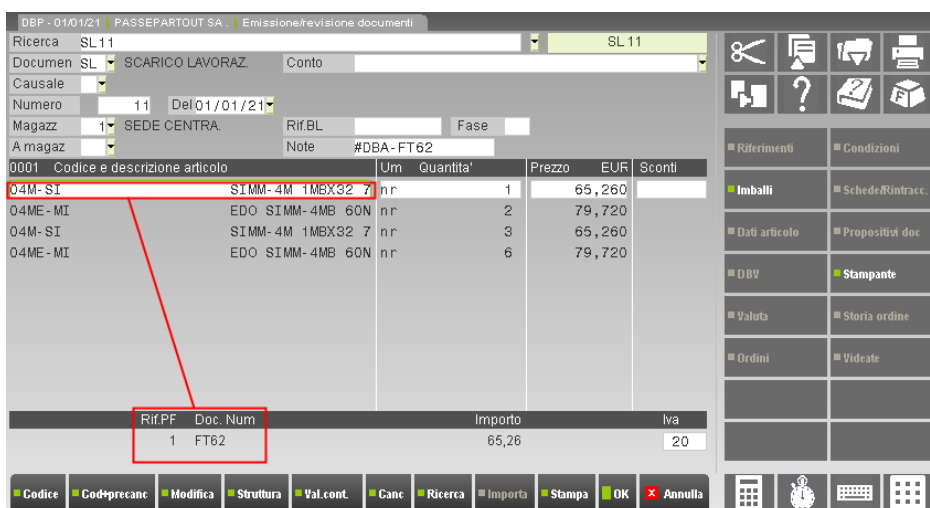 DBP - 01/01/21 PASSEPARTOUT SA . Emissione/revisione documenti
Ricerca SL11 SL11
Documen SL SCARICO LAVORAZ. Conto
Causale
Numero 11 Del 01/01/21
Magazz 1 SEDE CENTRA. Rif.BL Fase
A magaz Note #DBA-FT62
0001 Codice e descrizione articolo Um Quantita' Prezzo EUR Sconti
04M-SI SIMM-4M 1MBX32 7 nr 1 65,260
04ME-MI EDO SIMM-4MB 60N nr 2 79,720
04M-SI SIMM-4M 1MBX32 7 nr 3 65,260
04ME-MI EDO SIMM-4MB 60N nr 6 79,720
Rif.PF Doc. Num Importo Iva
1 FT62 65,26 20
Codice Cod+precanc Modifica Struttura Val.cont. Canc Ricerca Importa Stampa OK X Annulla
F
Riferimenti Condizioni
Imballi Schede/Rintracc.
Dati articolo Propositivi doc
DBV Stampante
Valuta Storia ordine
Ordini Videate